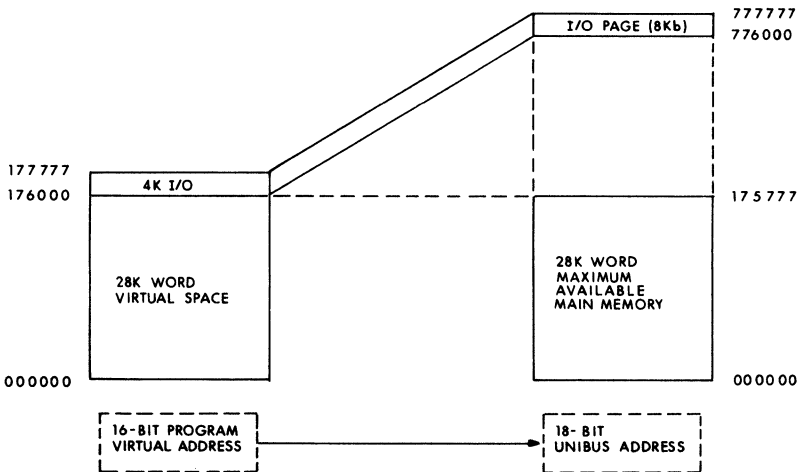 777777
I/O PAGE (8Kb)
776000
177777
4K I/O
176000
175777
28K WORD
VIRTUAL SPACE
28K WORD
MAXIMUM
AVAILABLE
MAIN MEMORY
000000
000000
16-BIT PROGRAM
VIRTUAL ADDRESS
18-BIT
UNIBUS ADDRESS